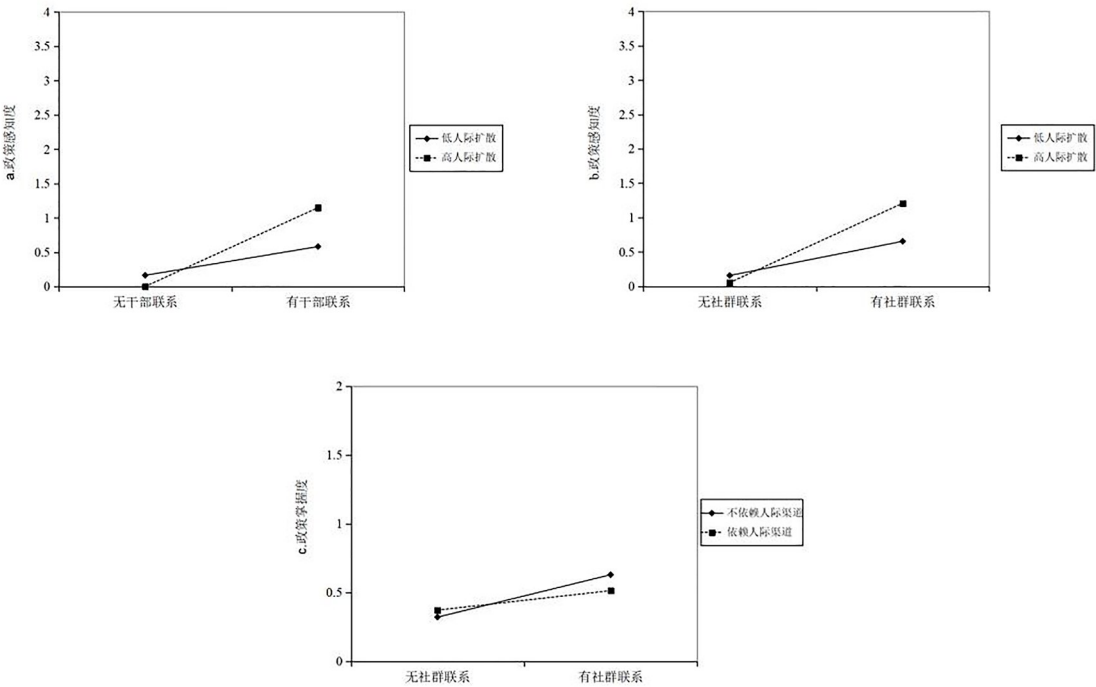 4
3.5
3
2.5
2
1.5
1
0.5
0
a.政策感知度
无干部联系
有干部联系
低人际扩散
高人际扩散
4
3.5
3
2.5
2
1.5
1
0.5
0
b.政策感知度
无社群联系
有社群联系
低人际扩散
高人际扩散
2
1.5
1
0.5
0
c.政策掌握度
无社群联系
有社群联系
不依赖人际渠道
依赖人际渠道